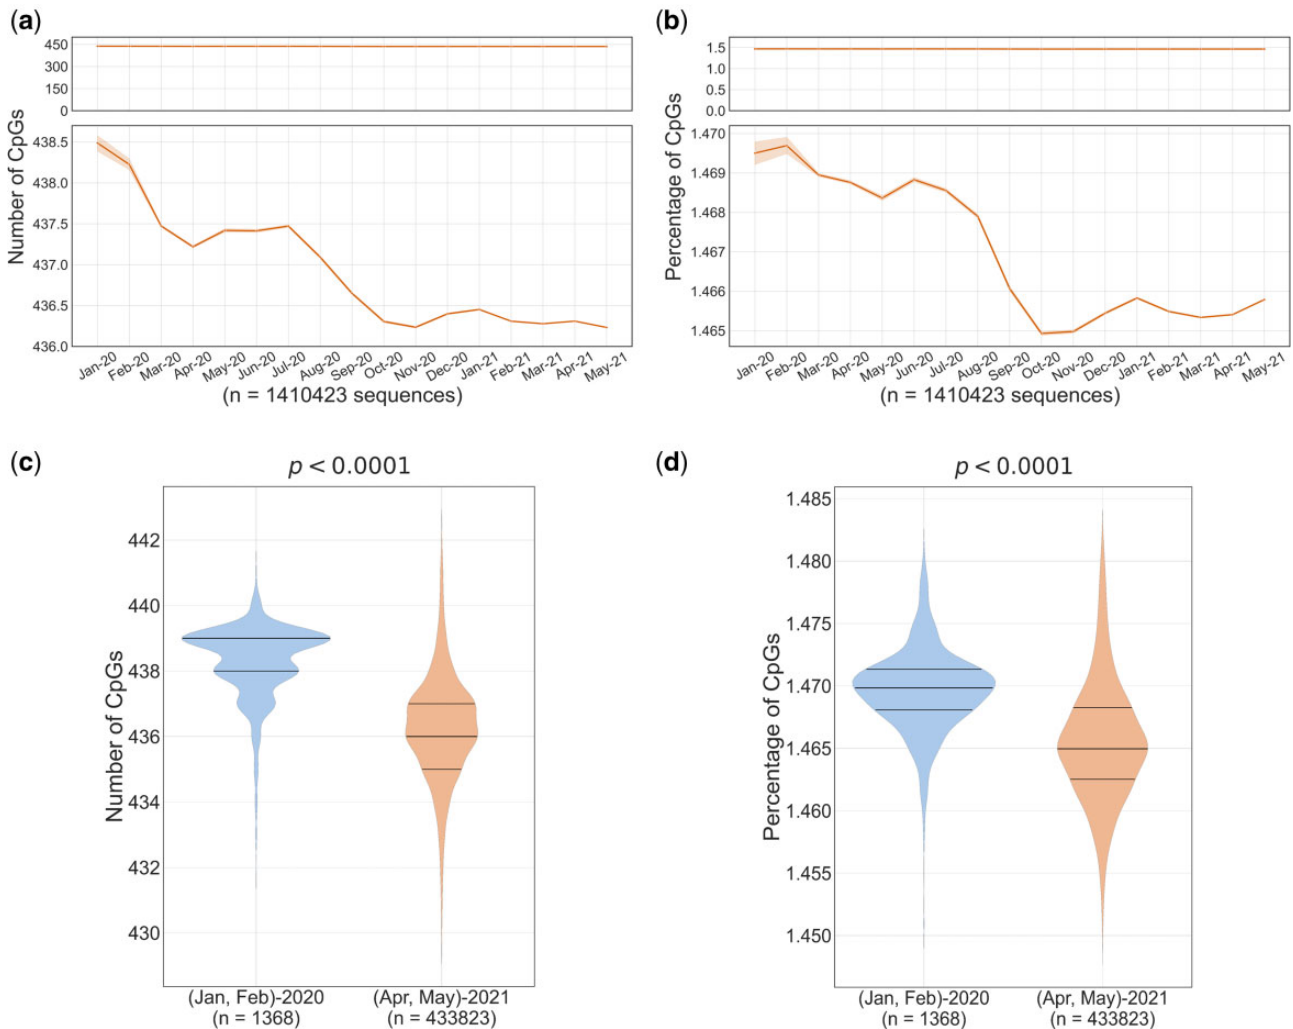 (a)
450
300
150
0
Number of CpGs
438.5
438.0
437.5
437.0
436.5
436.0
Jan-20 Feb-20 Mar-20 Apr-20 May-20 Jun-20 Jul-20 Aug-20 Sep-20 Oct-20 Nov-20 Dec-20 Jan-21 Feb-21 Mar-21 Apr-21 May-21
(n = 1410423 sequences)
(b)
1.5
1.0
0.5
0.0
Percentage of CpGs
1.470
1.469
1.468
1.467
1.466
1.465
Jan-20 Feb-20 Mar-20 Apr-20 May-20 Jun-20 Jul-20 Aug-20 Sep-20 Oct-20 Nov-20 Dec-20 Jan-21 Feb-21 Mar-21 Apr-21 May-21
(n = 1410423 sequences)
(c)
p < 0.0001
Number of CpGs
442
440
438
436
434
432
430
(Jan, Feb)-2020 (Apr, May)-2021
(n = 1368) (n = 433823)
(d)
p < 0.0001
Percentage of CpGs
1.485
1.480
1.475
1.470
1.465
1.460
1.455
1.450
(Jan, Feb)-2020 (Apr, May)-2021
(n = 1368) (n = 433823)